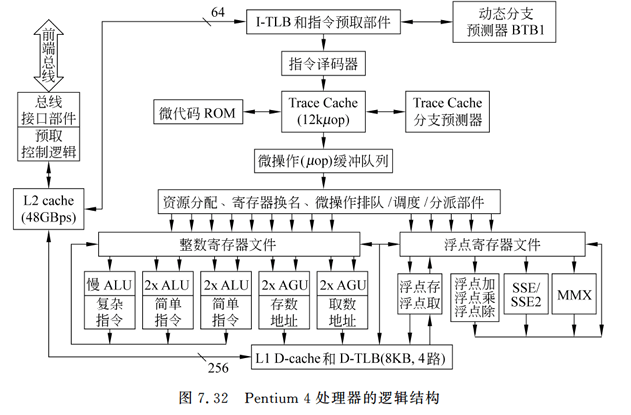 64
I-TLB 和指令预取部件
动态分支
预测器 BTB1
前端总线
指令译码器
总线
接口部件
预取
控制逻辑
微代码 ROM
Trace Cache
(12kμop)
Trace Cache
分支预测器
微操作(μop)缓冲队列
L2 cache
(48GBps)
资源分配、寄存器换名、微操作排队/调度/分派部件
整数寄存器文件
浮点寄存器文件
慢 ALU
复杂
指令
2x ALU
简单
指令
2x ALU
简单
指令
2x AGU
存数
地址
2x AGU
取数
地址
浮点存
浮点取
浮点加
浮点乘
浮点除
SSE/
SSE2
MMX
256
L1 D-cache 和 D-TLB(8KB, 4路)
图 7.32 Pentium 4 处理器的逻辑结构